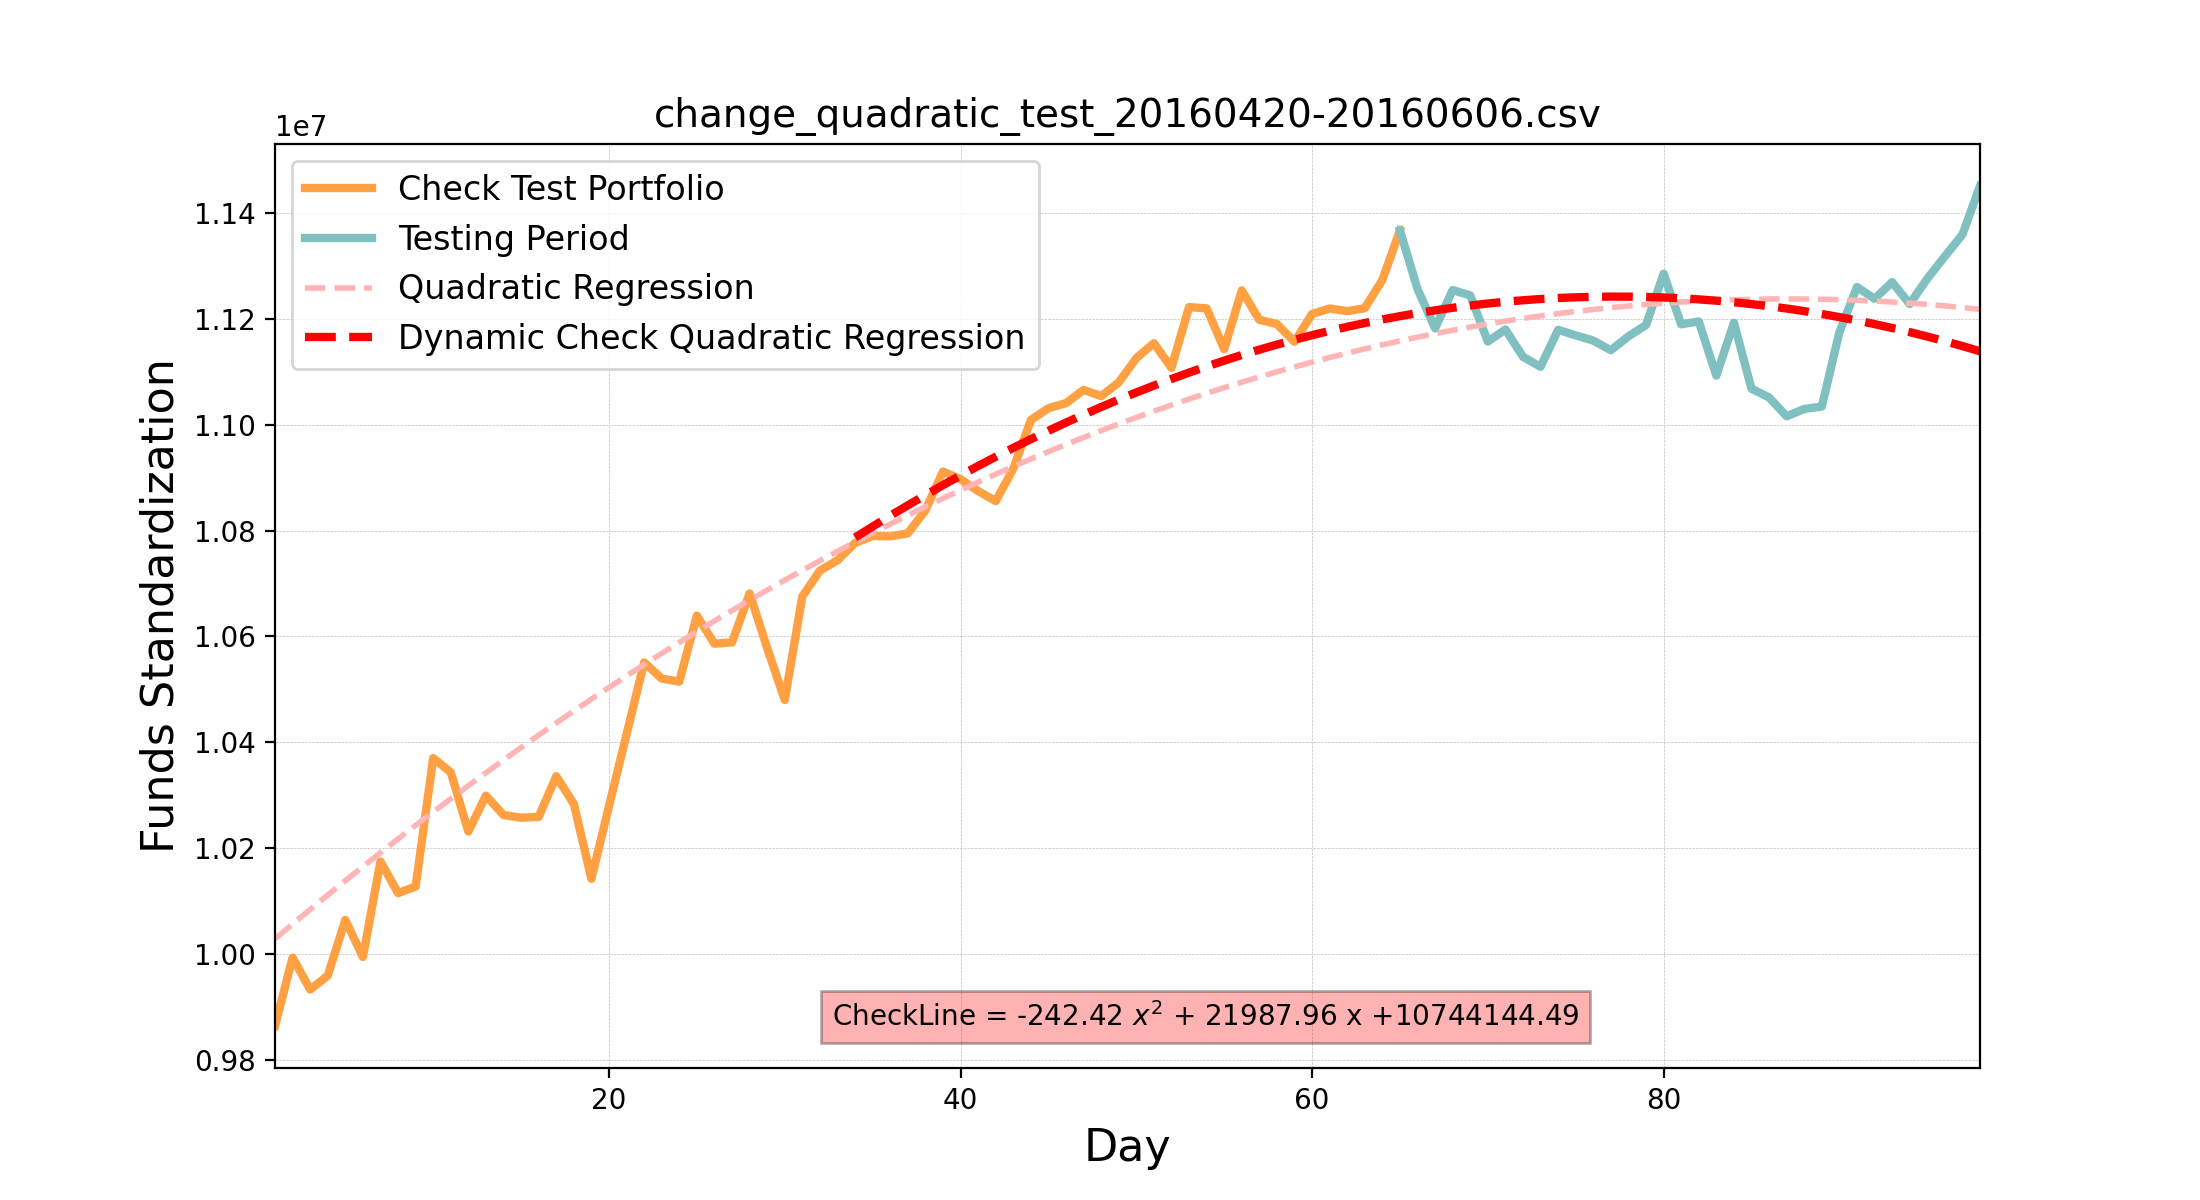 change_quadratic_test_20160420-20160606.csv
1e7
Check Test Portfolio
Testing Period
Quadratic Regression
Dynamic Check Quadratic Regression
1.14
1.12
1.10
1.08
1.06
1.04
1.02
1.00
0.98
Funds Standardization
CheckLine = -242.42 x² + 21987.96 x +10744144.49
20 40 60 80
Day